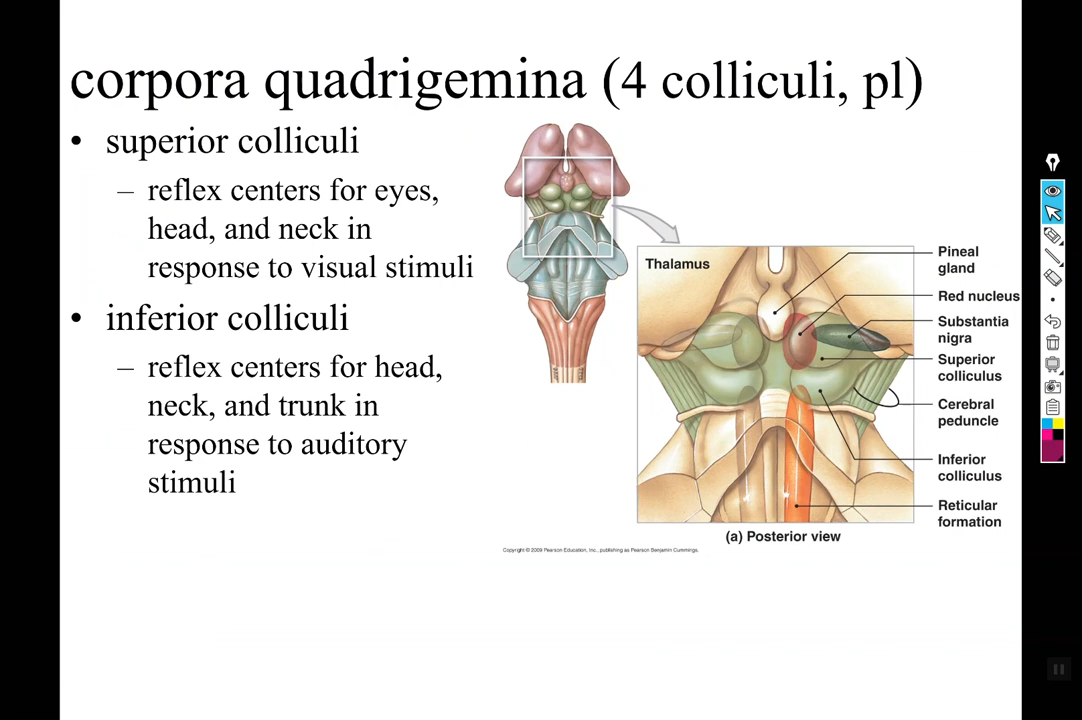 corpora quadrigemina (4 colliculi, pl)
• superior colliculi
– reflex centers for eyes,
head, and neck in
response to visual stimuli
• inferior colliculi
– reflex centers for head,
neck, and trunk in
response to auditory
stimuli
Thalamus
Pineal
gland
Red nucleus
Substantia
nigra
Superior
colliculus
Cerebral
peduncle
Inferior
colliculus
Reticular
formation
(a) Posterior view
Copyright © 2009 Pearson Education, Inc., publishing as Pearson Benjamin Cummings.